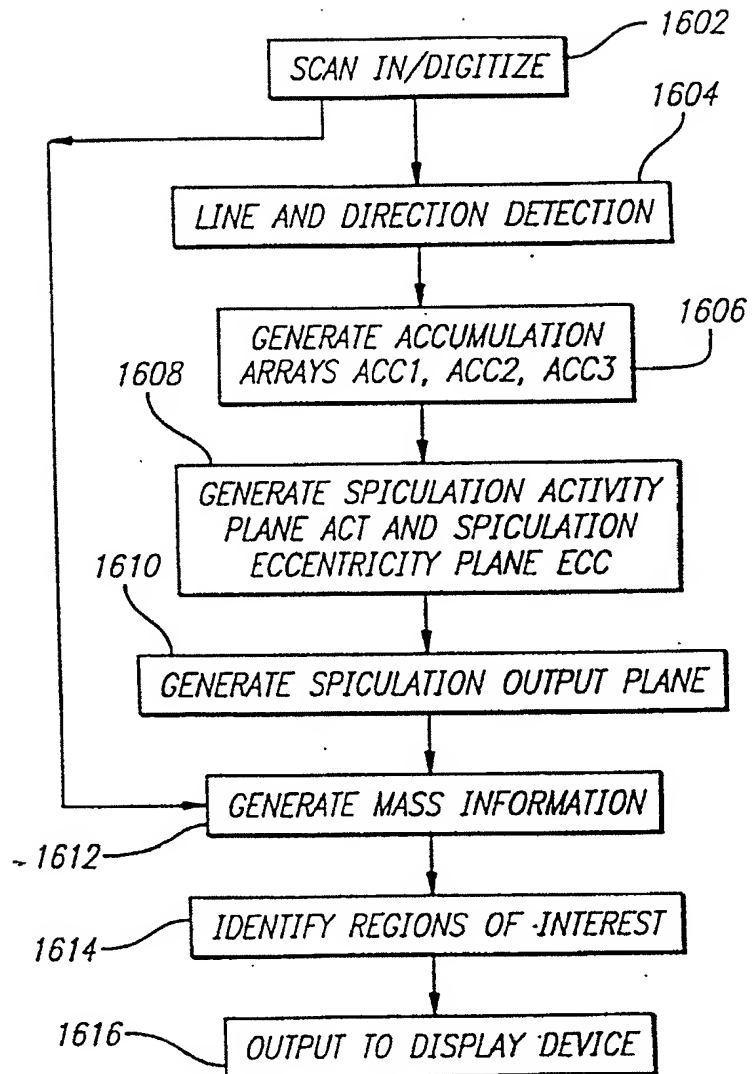 1602
SCAN IN/DIGITIZE
1604
LINE AND DIRECTION DETECTION
1606
GENERATE ACCUMULATION
ARRAYS ACC1, ACC2, ACC3
1608
GENERATE SPICULATION ACTIVITY
PLANE ACT AND SPICULATION
ECCENTRICITY PLANE ECC
1610
GENERATE SPICULATION OUTPUT PLANE
GENERATE MASS INFORMATION
1612
IDENTIFY REGIONS OF INTEREST
1614
1616
OUTPUT TO DISPLAY DEVICE